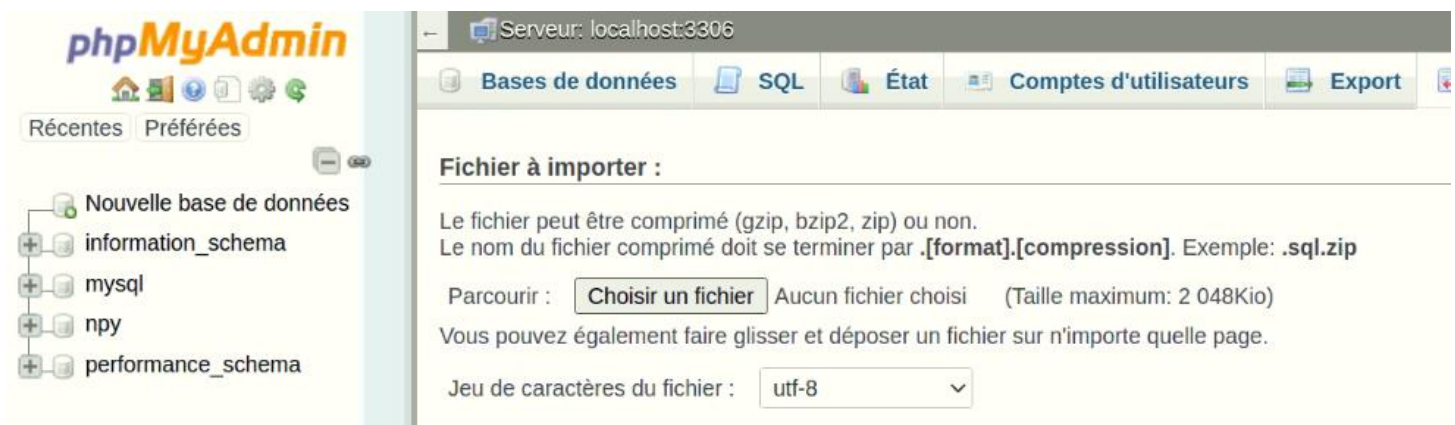 phpMyAdmin
Récentes Préférées
Nouvelle base de données
information_schema
mysql
npy
performance_schema
← Serveur: localhost:3306
Bases de données SQL État Comptes d'utilisateurs Export
Fichier à importer :
Le fichier peut être comprimé (gzip, bzip2, zip) ou non.
Le nom du fichier comprimé doit se terminer par .[format].[compression]. Exemple: .sql.zip
Parcourir : Choisir un fichier Aucun fichier choisi (Taille maximum: 2 048Kio)
Vous pouvez également faire glisser et déposer un fichier sur n'importe quelle page.
Jeu de caractères du fichier : utf-8